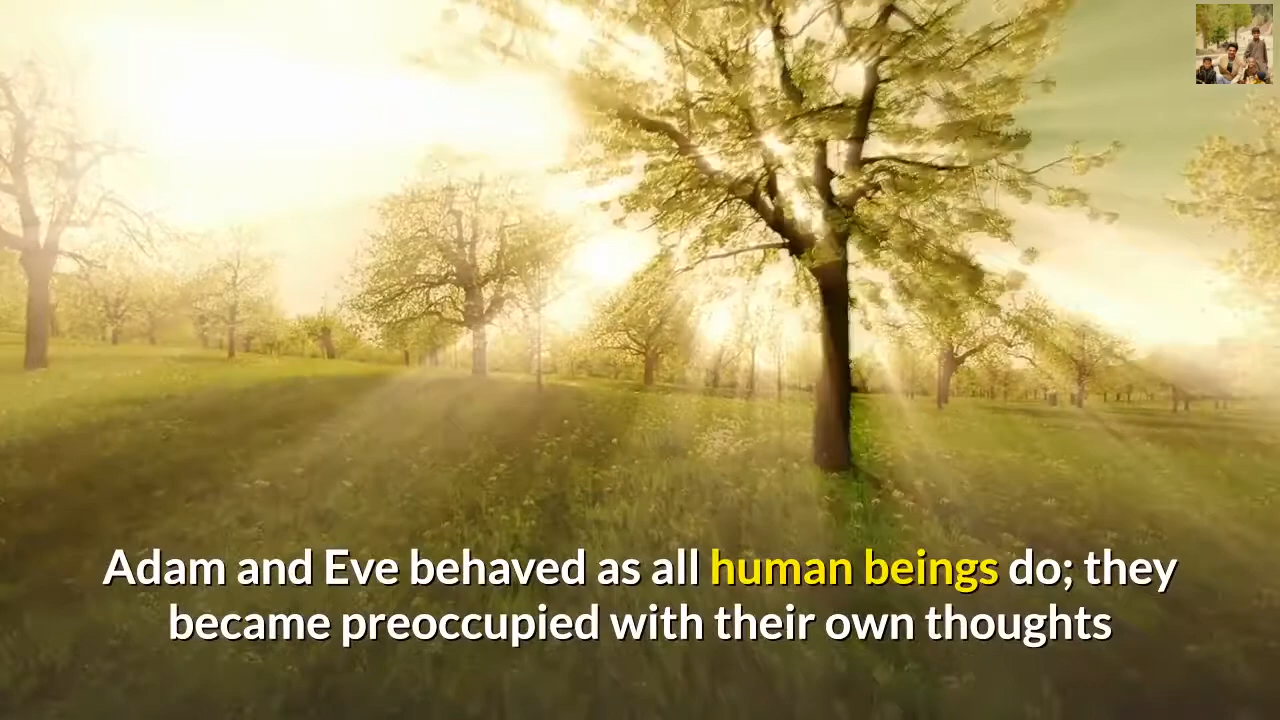 Adam and Eve behaved as all human beings do; they
became preoccupied with their own thoughts